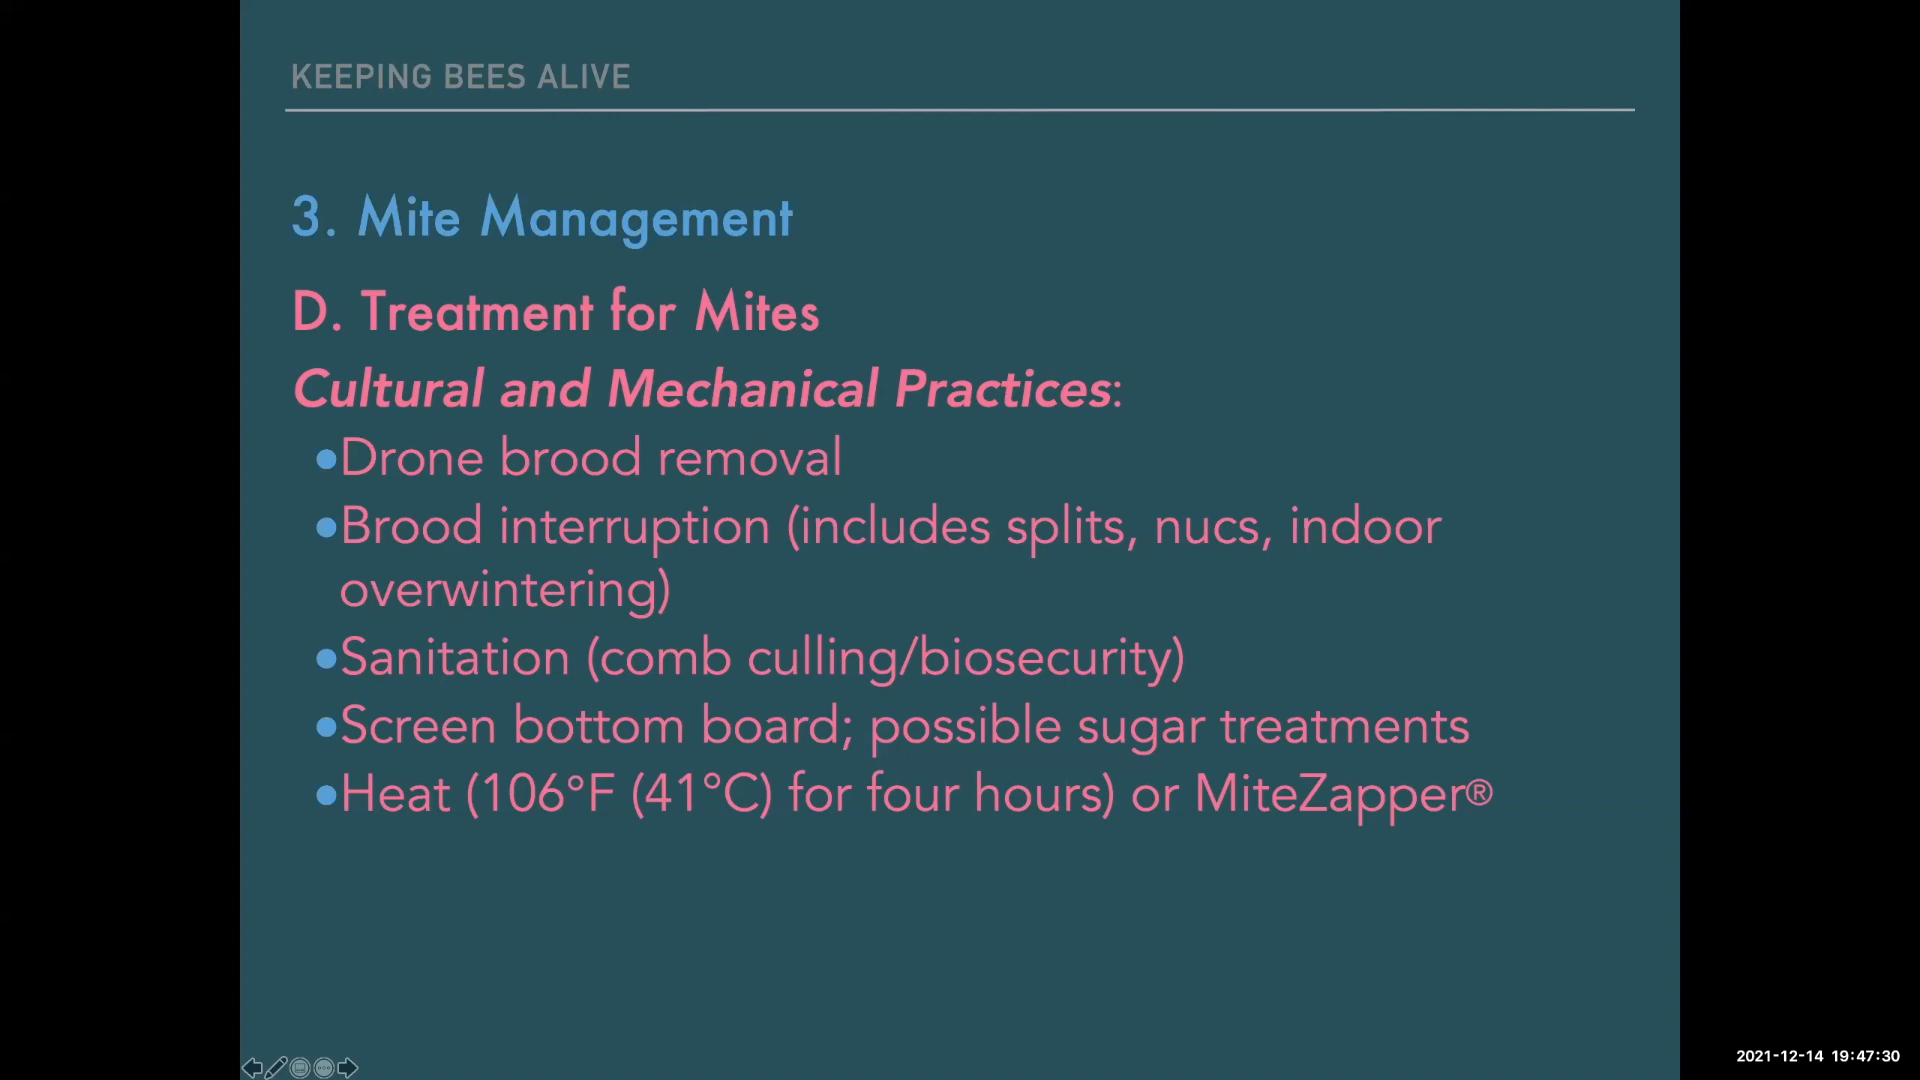 KEEPING BEES ALIVE
3. Mite Management
D. Treatment for Mites
Cultural and Mechanical Practices:
•Drone brood removal
•Brood interruption (includes splits, nucs, indoor
overwintering)
•Sanitation (comb culling/biosecurity)
•Screen bottom board; possible sugar treatments
•Heat (106°F (41°C) for four hours) or MiteZapper®
2021-12-14 19:47:30